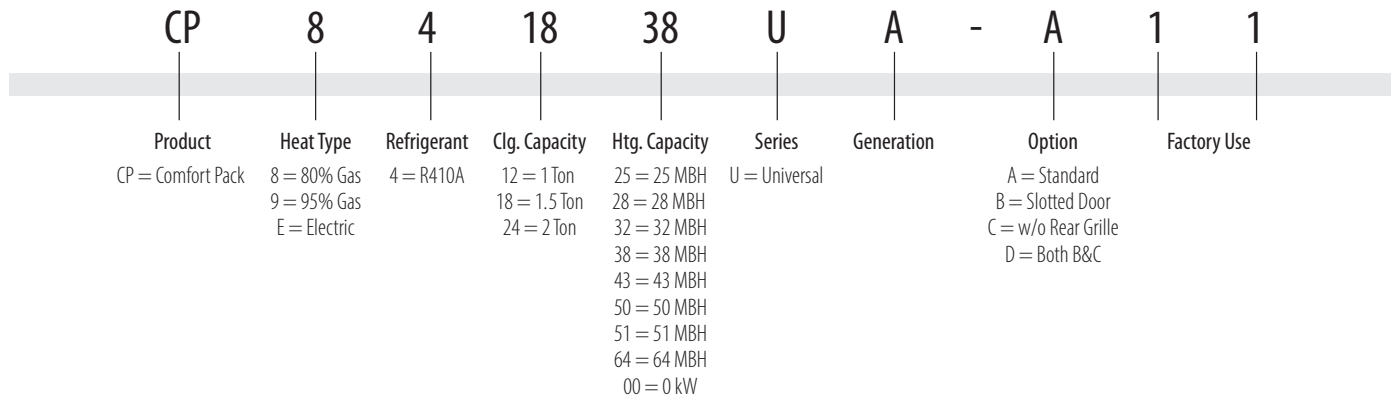 CP 8 4 18 38 U A - A 1 1
Product Heat Type Refrigerant Clg. Capacity Htg. Capacity Series Generation Option Factory Use
CP = Comfort Pack 8 = 80% Gas 4 = R410A 12 = 1 Ton 25 = 25 MBH U = Universal A = Standard
9 = 95% Gas 18 = 1.5 Ton 28 = 28 MBH B = Slotted Door
E = Electric 24 = 2 Ton 32 = 32 MBH C = w/o Rear Grille
38 = 38 MBH D = Both B&C
43 = 43 MBH
50 = 50 MBH
51 = 51 MBH
64 = 64 MBH
00 = 0 kW